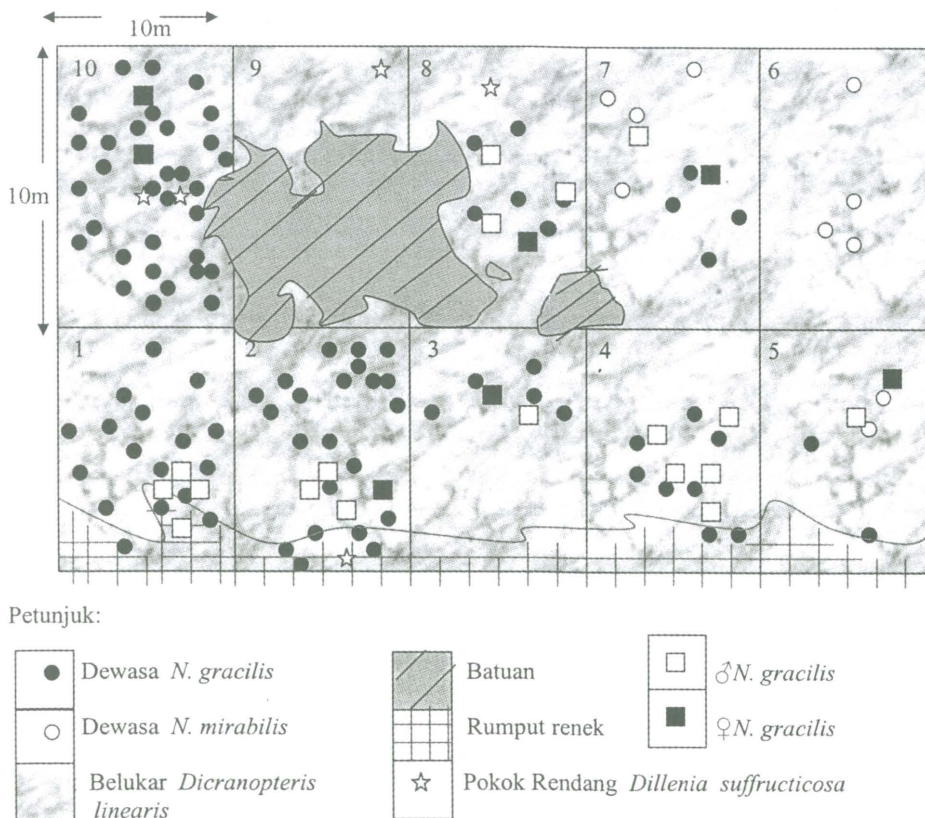 10m
10 9 8 7 6
10m
1 2 3 4 5
Petunjuk:
Dewasa N. gracilis
Dewasa N. mirabilis
Belukar Dicranopteris
linearis
Batuan
Rumput renek
Pokok Rendang Dillenia suffructicosa
♂N. gracilis
♀N. gracilis